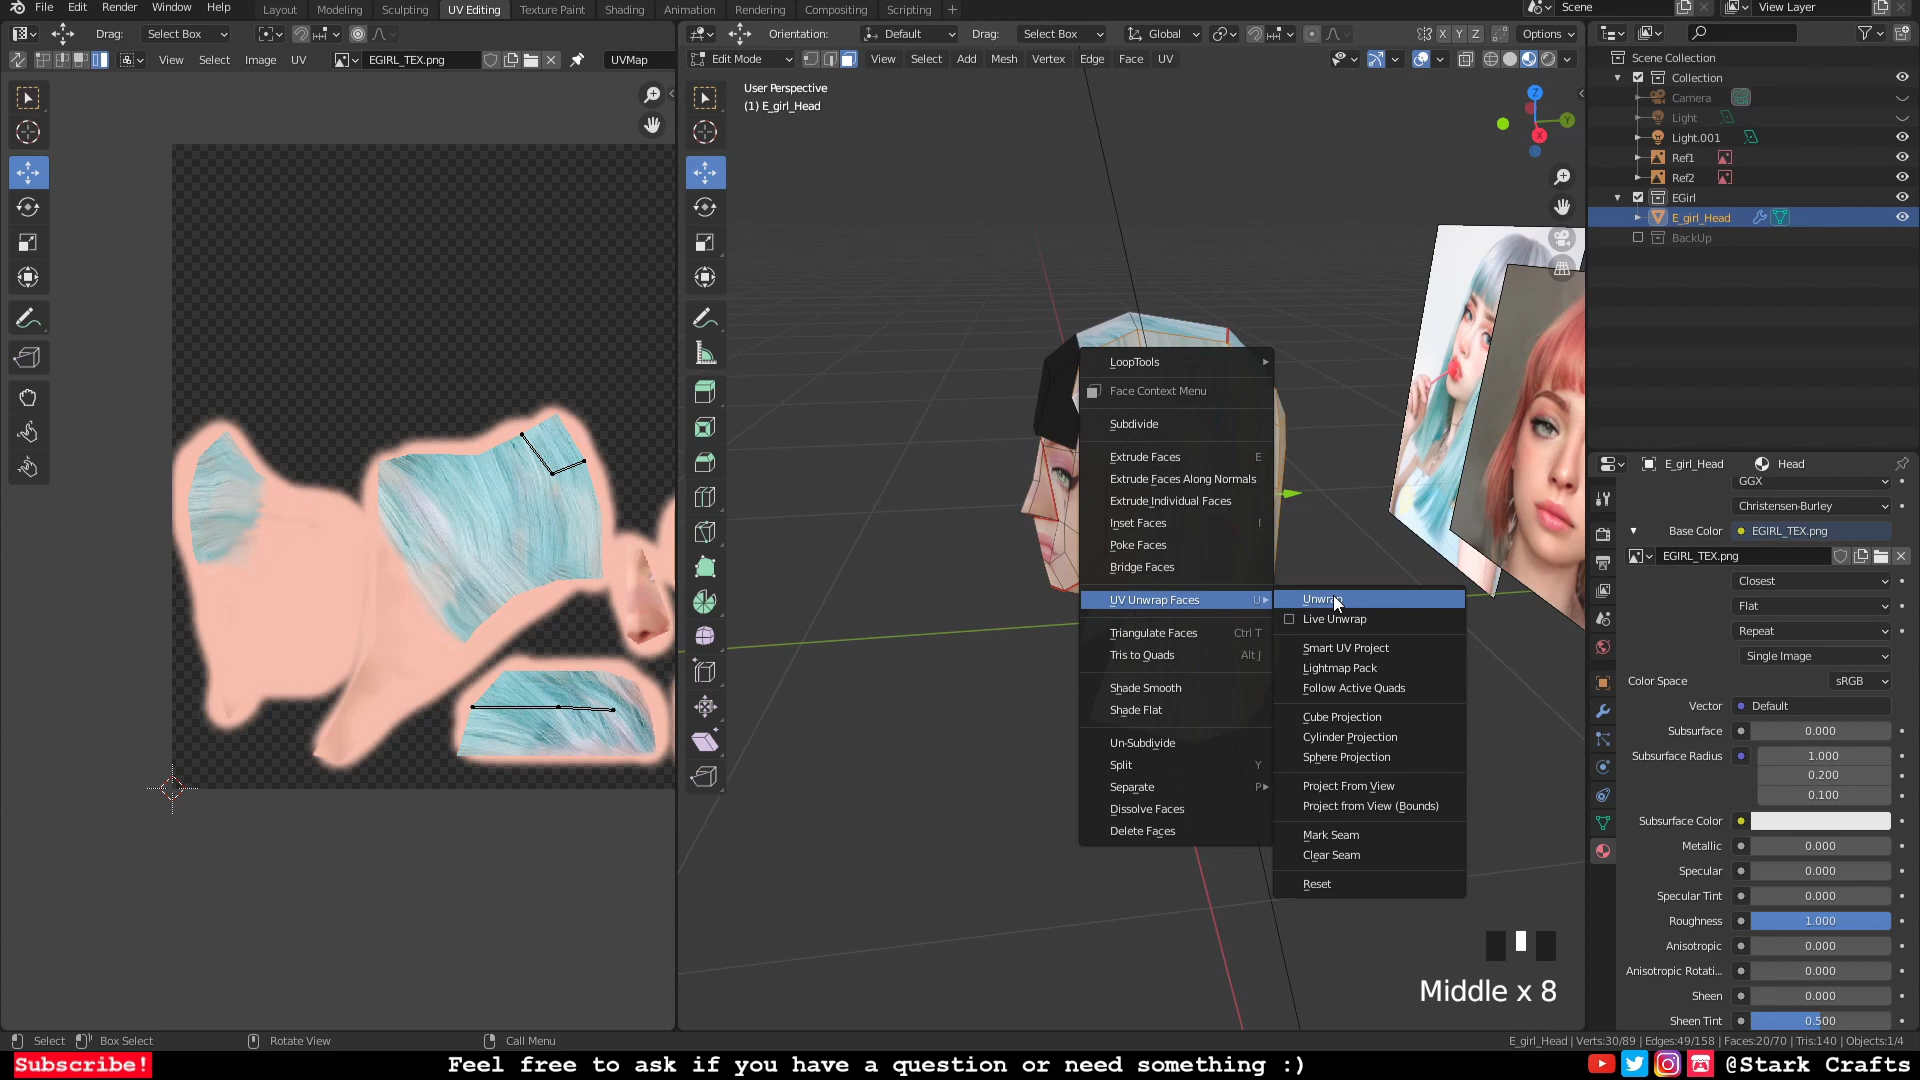 File Edit Render Window Help Layout Modeling Sculpting UV Editing Texture Paint Shading Animation Rendering Compositing Scripting + Scene View Layer
Drag: Select Box Orientation: Default Drag: Select Box Global X Y Z Options
View Select Image UV EGIRL_TEX.png UVMap Edit Mode View Select Add Mesh Vertex Edge Face UV
User Perspective
(1) E_girl_Head
Scene Collection
Collection
Camera
Light
Light.001
Ref1
Ref2
EGirl
E_girl_Head
BackUp
LoopTools
Face Context Menu
Subdivide
Extrude Faces E
Extrude Faces Along Normals
Extrude Individual Faces
Inset Faces I
Poke Faces
Bridge Faces
UV Unwrap Faces U
Triangulate Faces Ctrl T
Tris to Quads Alt J
Shade Smooth
Shade Flat
Un-Subdivide
Split Y
Separate P
Dissolve Faces
Delete Faces
Unwrap
Live Unwrap
Smart UV Project
Lightmap Pack
Follow Active Quads
Cube Projection
Cylinder Projection
Sphere Projection
Project From View
Project from View (Bounds)
Mark Seam
Clear Seam
Reset
E_girl_Head Head
GGX
Christensen-Burley
Base Color EGIRL_TEX.png
EGIRL_TEX.png
Closest
Flat
Repeat
Single Image
Color Space sRGB
Vector Default
Subsurface 0.000
Subsurface Radius 1.000
0.200
0.100
Subsurface Color
Metallic 0.000
Specular 0.000
Specular Tint 0.000
Roughness 1.000
Anisotropic 0.000
Anisotropic Rotati... 0.000
Sheen 0.000
Sheen Tint 0.500
Middle x 8
Select Box Select Rotate View Call Menu E_girl_Head | Verts:30/89 | Edges:49/158 | Faces:20/70 | Tris:140 | Objects:1/4
Subscribe! Feel free to ask if you have a question or need something :) @Stark Crafts